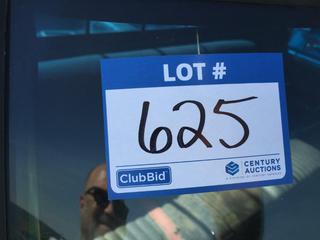 LOT #
625
ClubBid
CENTURY
AUCTIONS